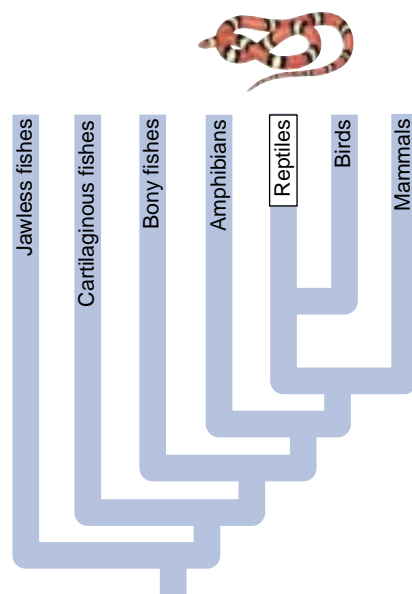 Jawless fishes
Cartilaginous fishes
Bony fishes
Amphibians
Reptiles
Birds
Mammals